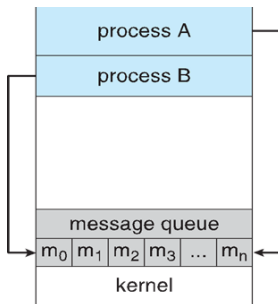 process A
process B
message queue
m0 m1 m2 m3 ... mn
kernel